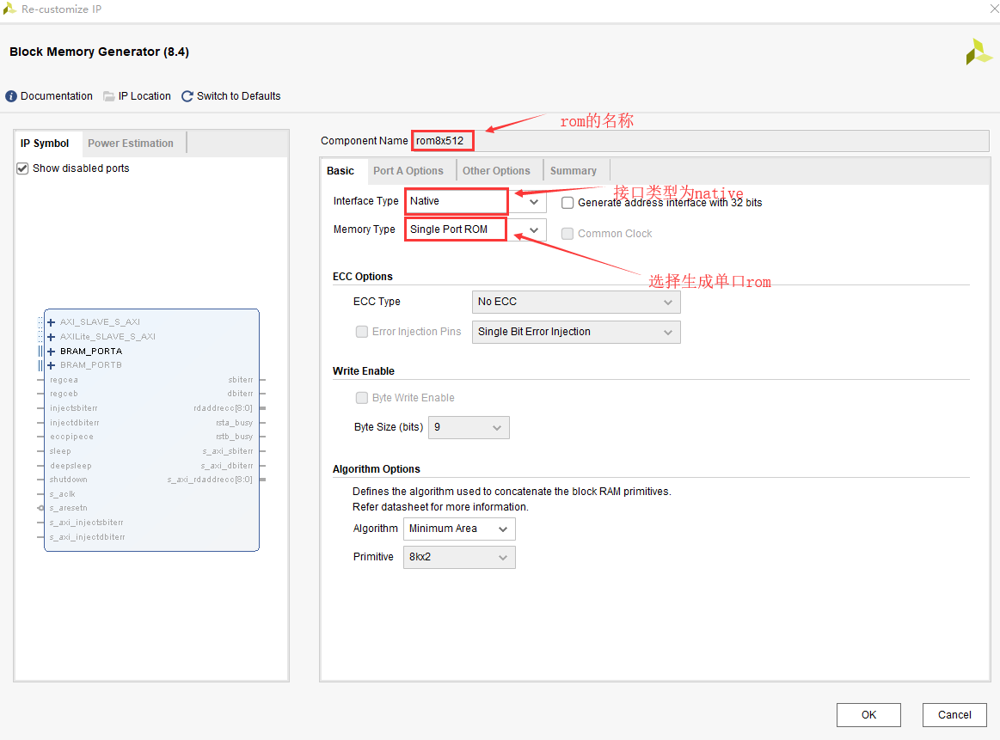 Re-customize IP
Block Memory Generator (8.4)
Documentation IP Location Switch to Defaults
IP Symbol Power Estimation
Show disabled ports
AXI_SLAVE_S_AXI
AXILite_SLAVE_S_AXI
BRAM_PORTA
BRAM_PORTB
regcea sbiterr
regceb dbiterr
injectsbiterr rdaddrecc[8:0]
injectdbiterr rsta_busy
eccpipece rstb_busy
sleep s_axi_sbiterr
deepsleep s_axi_dbiterr
shutdown s_axi_rdaddrecc[8:0]
s_aclk
s_aresetn
s_axi_injectsbiterr
s_axi_injectdbiterr
rom的名称
Component Name rom8x512
Basic Port A Options Other Options Summary
接口类型为native
Interface Type Native Generate address interface with 32 bits
Memory Type Single Port ROM Common Clock
选择生成单口rom
ECC Options
ECC Type No ECC
Error Injection Pins Single Bit Error Injection
Write Enable
Byte Write Enable
Byte Size (bits) 9
Algorithm Options
Defines the algorithm used to concatenate the block RAM primitives.
Refer datasheet for more information.
Algorithm Minimum Area
Primitive 8kx2
OK Cancel